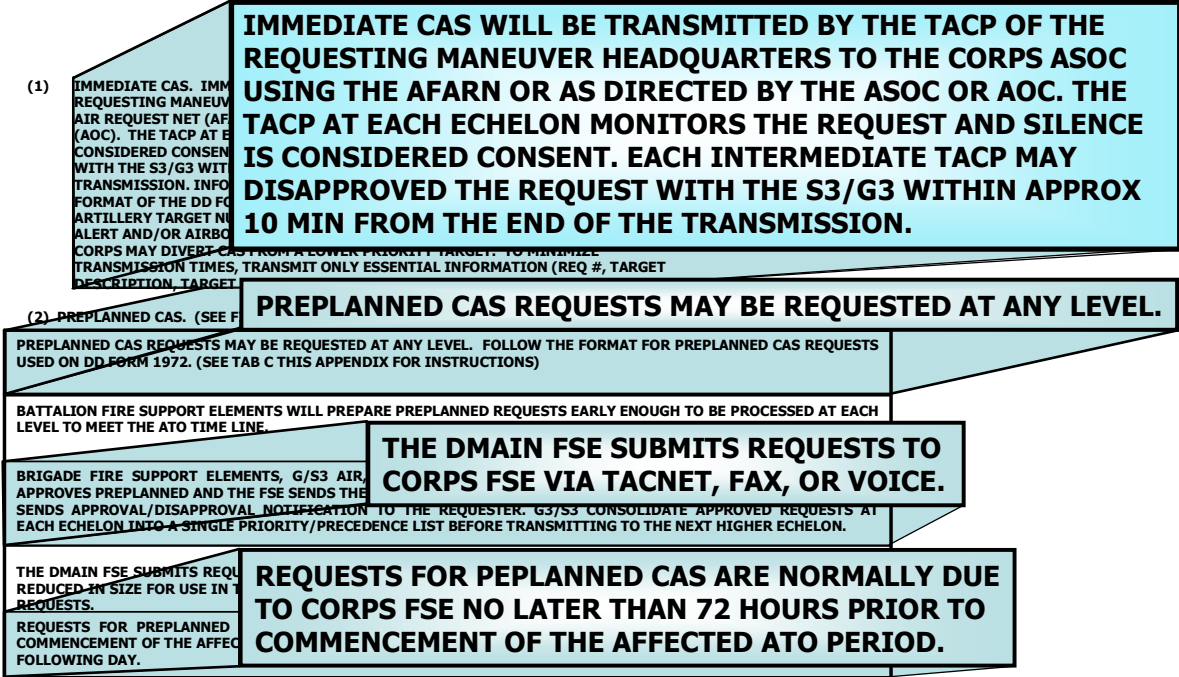 IMMEDIATE CAS WILL BE TRANSMITTED BY THE TACP OF THE
REQUESTING MANEUVER HEADQUARTERS TO THE CORPS ASOC
USING THE AFARN OR AS DIRECTED BY THE ASOC OR AOC. THE
TACP AT EACH ECHELON MONITORS THE REQUEST AND SILENCE
IS CONSIDERED CONSENT. EACH INTERMEDIATE TACP MAY
DISAPPROVED THE REQUEST WITH THE S3/G3 WITHIN APPROX
10 MIN FROM THE END OF THE TRANSMISSION.
(1) IMMEDIATE CAS. IMM
REQUESTING MANEUV
AIR REQUEST NET (AF
(AOC). THE TACP AT E
CONSIDERED CONSEN
WITH THE S3/G3 WIT
TRANSMISSION. INFO
FORMAT OF THE DD FO
ARTILLERY TARGET NU
ALERT AND/OR AIRBO
CORPS MAY DIVERT CAS FROM A LOWER PRIORITY TARGET. TO MINIMIZE
TRANSMISSION TIMES, TRANSMIT ONLY ESSENTIAL INFORMATION (REQ #, TARGET
DESCRIPTION, TARGET
PREPLANNED CAS REQUESTS MAY BE REQUESTED AT ANY LEVEL.
(2) PREPLANNED CAS. (SEE F
PREPLANNED CAS REQUESTS MAY BE REQUESTED AT ANY LEVEL. FOLLOW THE FORMAT FOR PREPLANNED CAS REQUESTS
USED ON DD FORM 1972. (SEE TAB C THIS APPENDIX FOR INSTRUCTIONS)
BATTALION FIRE SUPPORT ELEMENTS WILL PREPARE PREPLANNED REQUESTS EARLY ENOUGH TO BE PROCESSED AT EACH
LEVEL TO MEET THE ATO TIME LINE.
THE DMAIN FSE SUBMITS REQUESTS TO
CORPS FSE VIA TACNET, FAX, OR VOICE.
BRIGADE FIRE SUPPORT ELEMENTS, G/S3 AIR,
APPROVES PREPLANNED AND THE FSE SENDS THE
SENDS APPROVAL/DISAPPROVAL NOTIFICATION TO THE REQUESTER. G3/S3 CONSOLIDATE APPROVED REQUESTS AT
EACH ECHELON INTO A SINGLE PRIORITY/PRECEDENCE LIST BEFORE TRANSMITTING TO THE NEXT HIGHER ECHELON.
THE DMAIN FSE SUBMITS REQU
REDUCED IN SIZE FOR USE IN T
REQUESTS.
REQUESTS FOR PEPLANNED CAS ARE NORMALLY DUE
TO CORPS FSE NO LATER THAN 72 HOURS PRIOR TO
COMMENCEMENT OF THE AFFECTED ATO PERIOD.
REQUESTS FOR PREPLANNED
COMMENCEMENT OF THE AFFEC
FOLLOWING DAY.